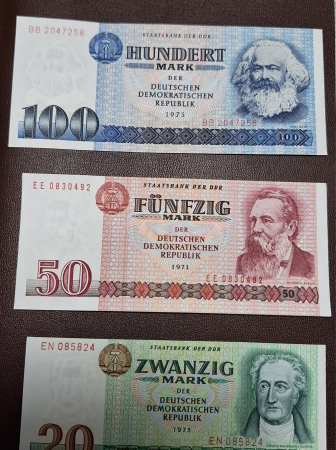 STAATSBANK DER DDR
BB 2047258
HUNDERT
MARK
DER
DEUTSCHEN
DEMOKRATISCHEN
REPUBLIK
1975
BB 2047258
100
100
STAATSBANK DER DDR
EE 0830492
FÜNFZIG
MARK
DER
DEUTSCHEN
DEMOKRATISCHEN
REPUBLIK
1971
EE 0830492
50
50
STAATSBANK DER DDR
EN 085824
ZWANZIG
MARK
DER
DEUTSCHEN
DEMOKRATISCHEN
REPUBLIK
1975
EN 085824
20